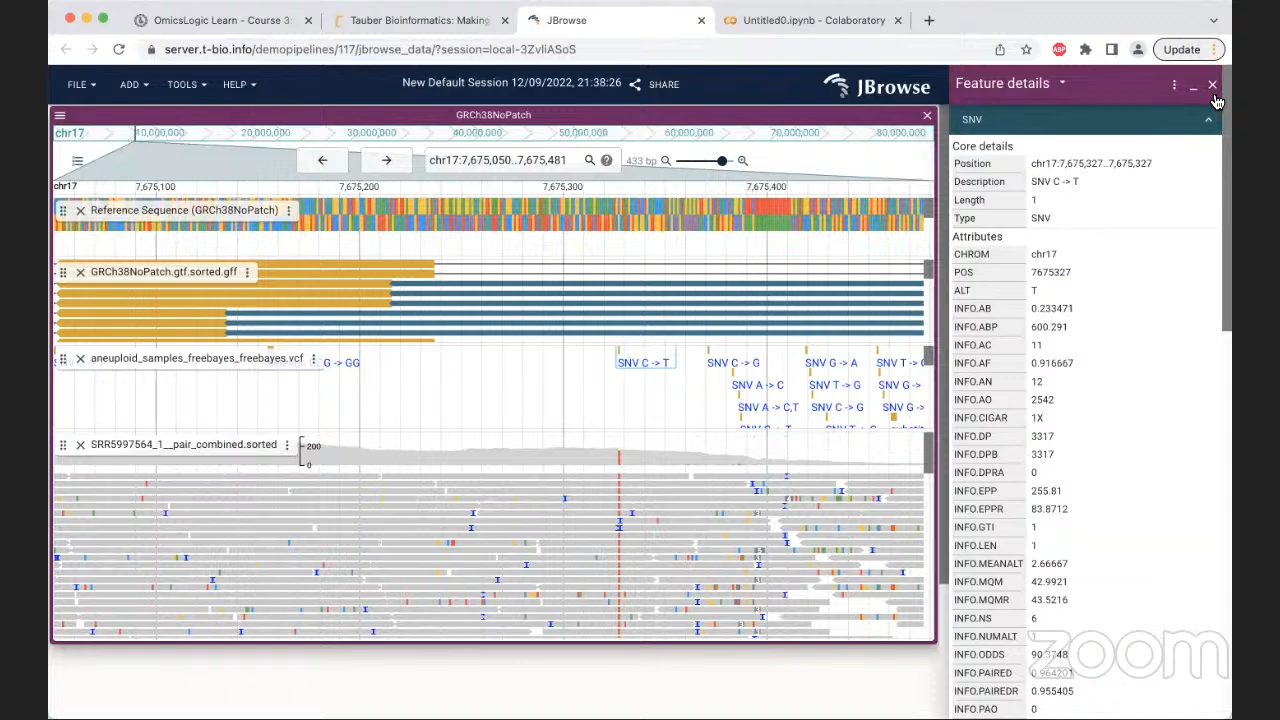 OmicsLogic Learn - Course 3:
Tauber Bioinformatics: Making
JBrowse
Untitled0.ipynb - Colaboratory
server.t-bio.info/demopipelines/117/jbrowse_data/?session=local-3ZvIiASoS
ABP
Update
FILE
ADD
TOOLS
HELP
New Default Session 12/09/2022, 21:38:26
SHARE
JBrowse
GRCh38NoPatch
chr17
10,000,000
20,000,000
30,000,000
40,000,000
50,000,000
60,000,000
70,000,000
80,000,000
chr17:7,675,050..7,675,481
433 bp
chr17
7,675,100
7,675,200
7,675,300
7,675,400
Reference Sequence (GRCh38NoPatch)
GRCh38NoPatch.gtf.sorted.gff
aneuploid_samples_freebayes_freebayes.vcf
G -> GG
SNV C -> T
SNV C -> G
SNV G -> A
SNV T ->
SNV A -> C
SNV T -> G
SNV G ->
SNV A -> C,T
SNV C -> G
SNV G ->
SRR5997564_1__pair_combined.sorted
200
0
Feature details
SNV
Core details
Position chr17:7,675,327..7,675,327
Description SNV C -> T
Length 1
Type SNV
Attributes
CHROM chr17
POS 7675327
ALT T
INFO.AB 0.233471
INFO.ABP 600.291
INFO.AC 11
INFO.AF 0.916667
INFO.AN 12
INFO.AO 2542
INFO.CIGAR 1X
INFO.DP 3317
INFO.DPB 3317
INFO.DPRA 0
INFO.EPP 255.81
INFO.EPPR 83.8712
INFO.GTI 1
INFO.LEN 1
INFO.MEANALT 2.66667
INFO.MQM 42.9921
INFO.MQMR 43.5216
INFO.NS 6
INFO.NUMALT 1
INFO.ODDS 90.3748
INFO.PAIRED 0.964201
INFO.PAIREDR 0.955405
INFO.PAO 0
zoom